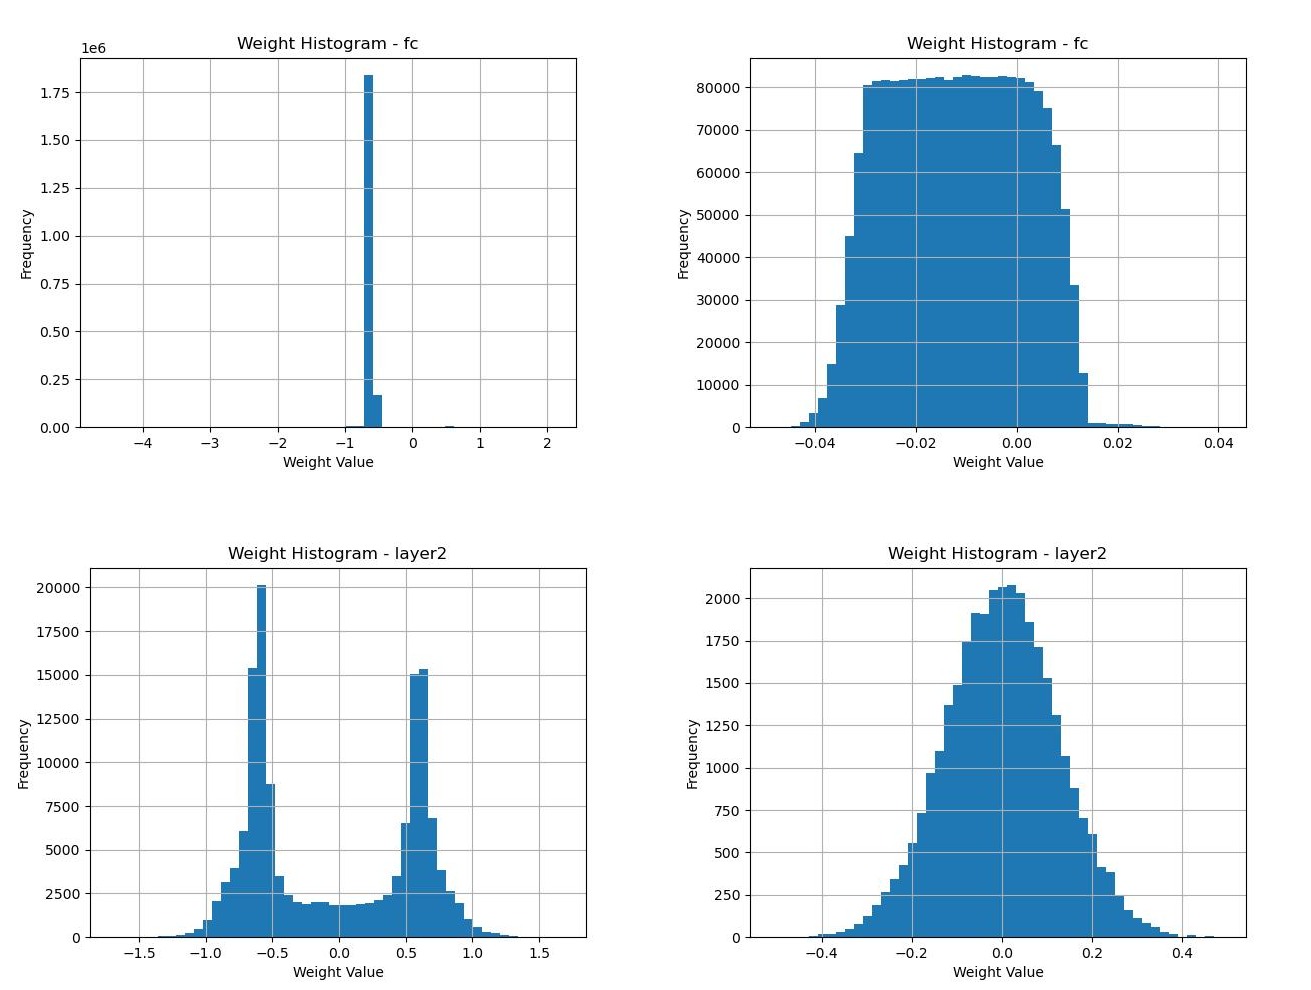 Weight Histogram - fc
1e6
1.75
1.50
1.25
1.00
0.75
0.50
0.25
0.00
Frequency
−4 −3 −2 −1 0 1 2
Weight Value
Weight Histogram - fc
80000
70000
60000
50000
40000
30000
20000
10000
0
Frequency
−0.04 −0.02 0.00 0.02 0.04
Weight Value
Weight Histogram - layer2
20000
17500
15000
12500
10000
7500
5000
2500
0
Frequency
−1.5 −1.0 −0.5 0.0 0.5 1.0 1.5
Weight Value
Weight Histogram - layer2
2000
1750
1500
1250
1000
750
500
250
0
Frequency
−0.4 −0.2 0.0 0.2 0.4
Weight Value